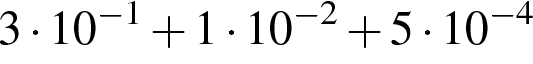 3 · 10⁻¹ + 1 · 10⁻² + 5 · 10⁻⁴